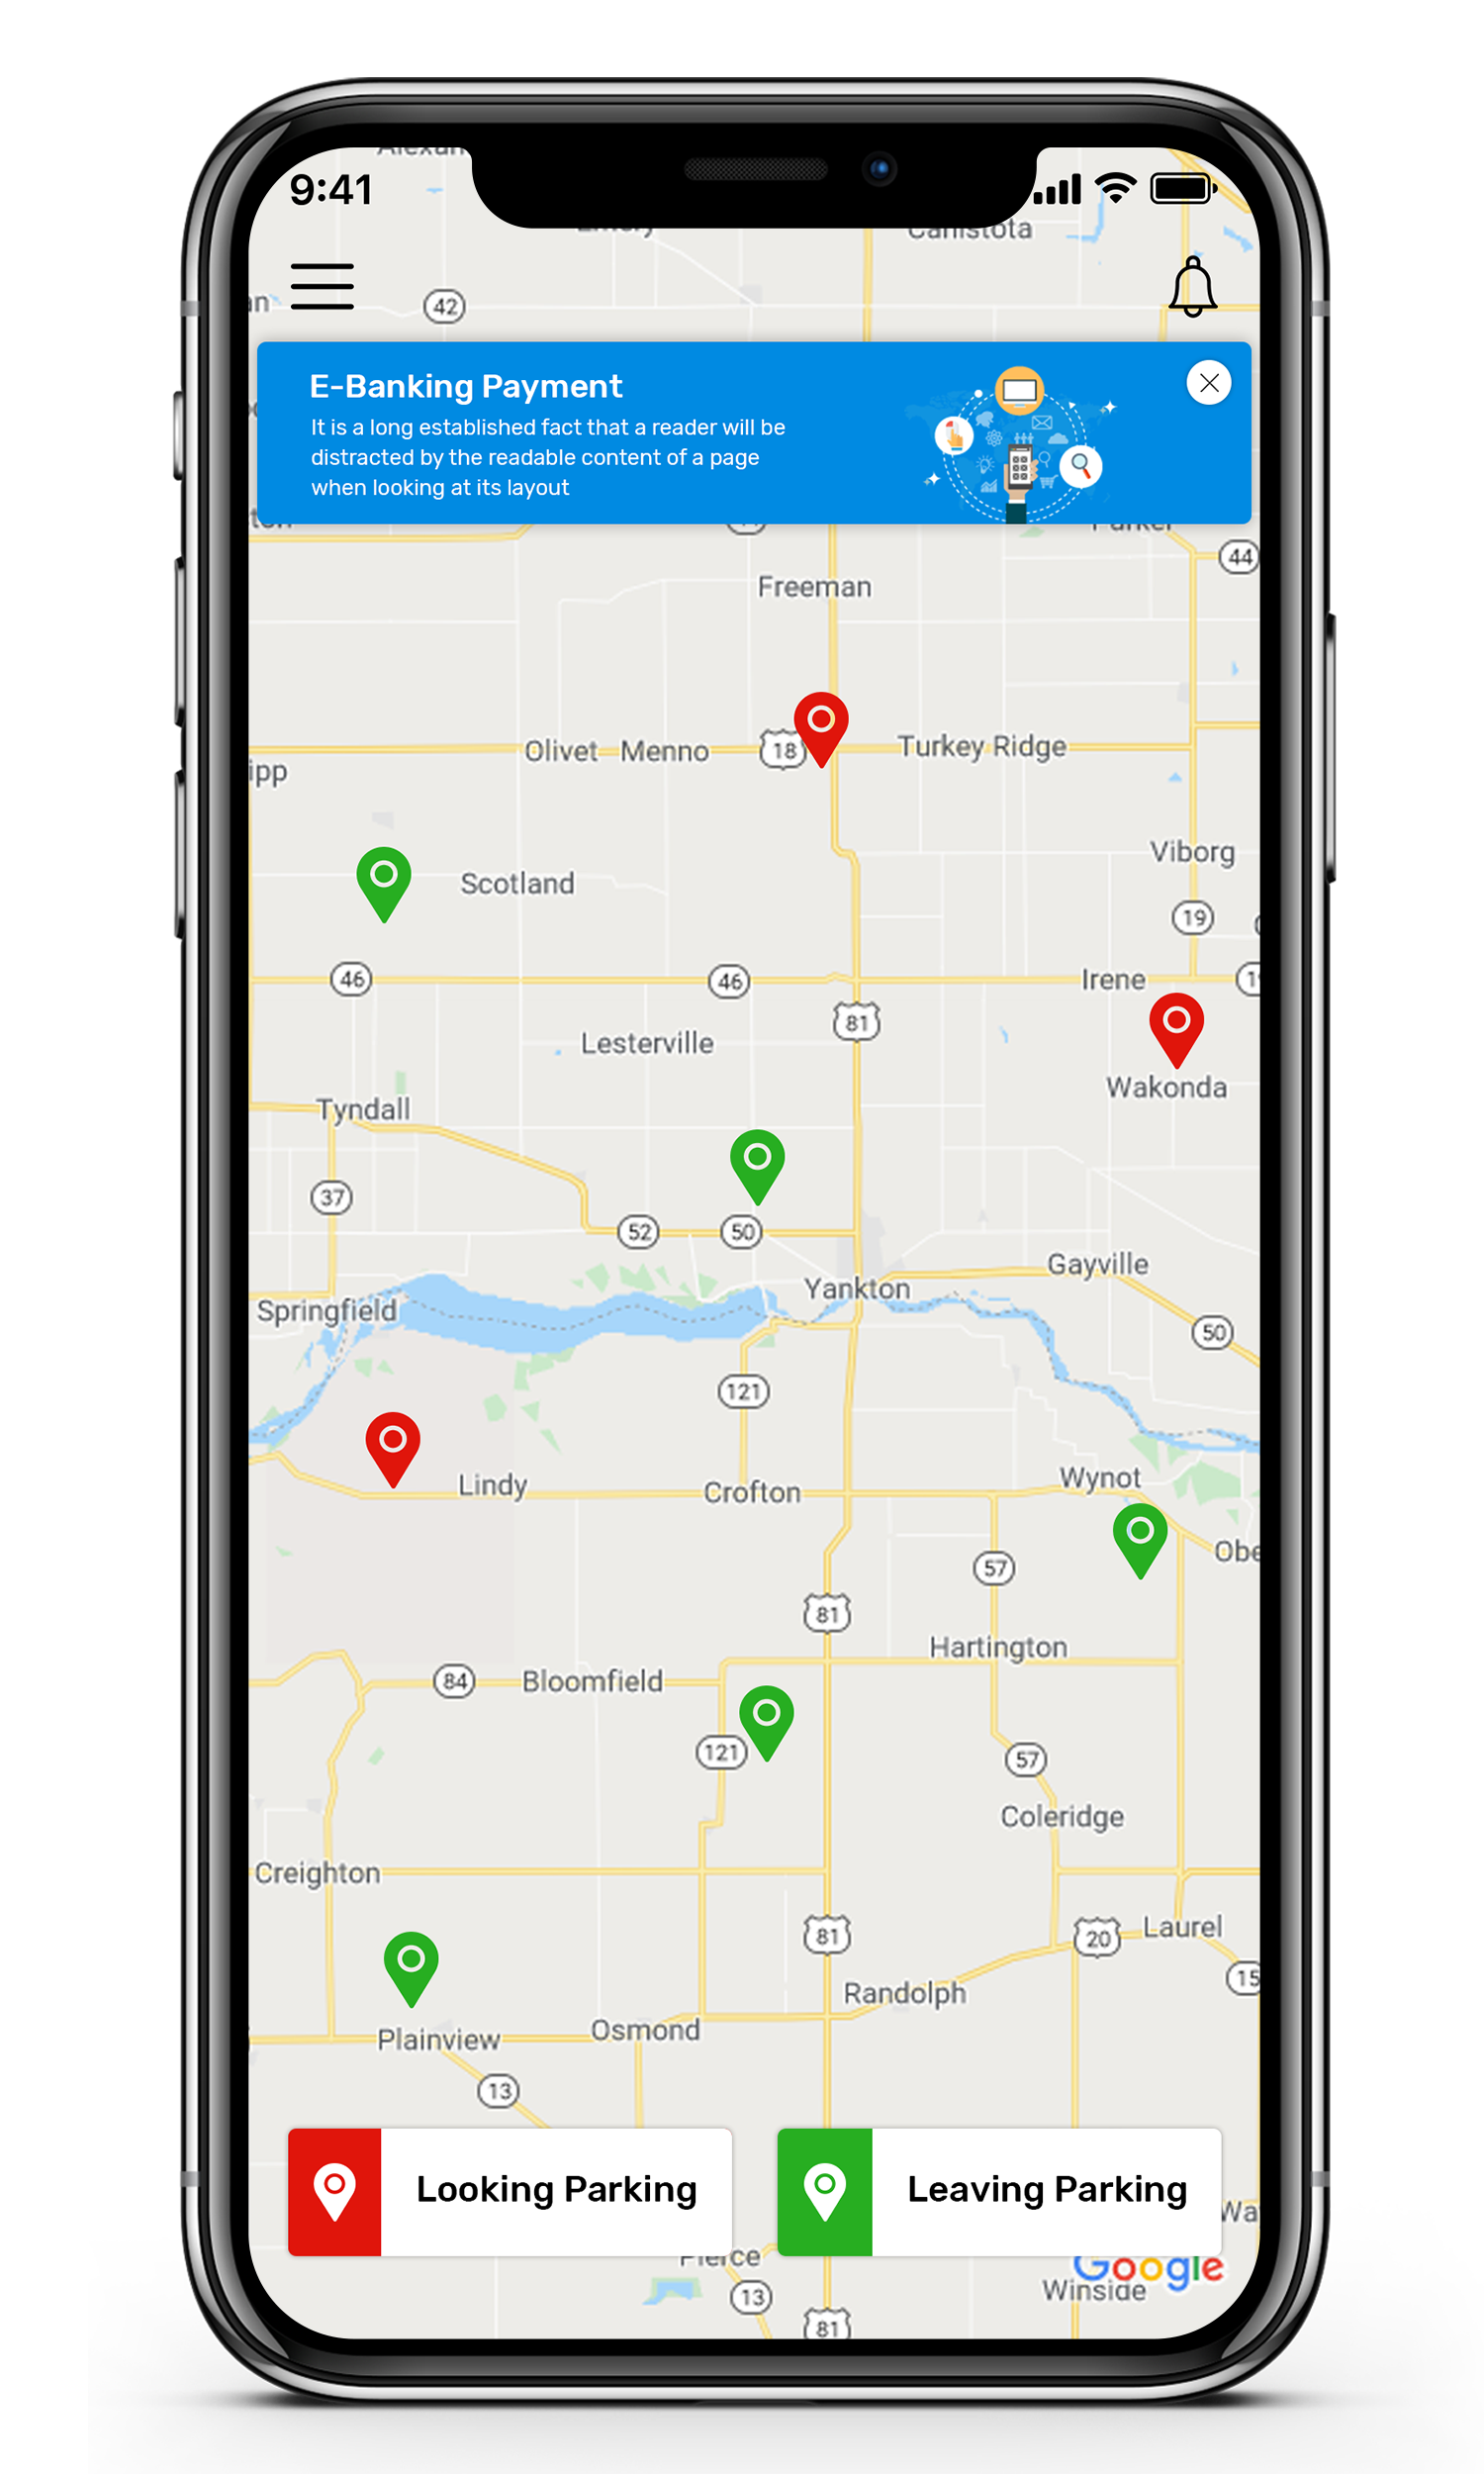 9:41
Canistota
42
E-Banking Payment
It is a long established fact that a reader will be
distracted by the readable content of a page
when looking at its layout
44
Freeman
Olivet Menno 18 Turkey Ridge
Viborg
Scotland
19
46 46 Irene
81
Lesterville
Wakonda
Tyndall
37
52 50
Gayville
Yankton
Springfield
50
121
Wynot
Lindy Crofton
57
81
Hartington
84 Bloomfield
121
57
Coleridge
Creighton
Laurel
81
20
15
Randolph
Osmond
Plainview
13
Looking Parking Leaving Parking
Pierce
Google
Winside
13
81